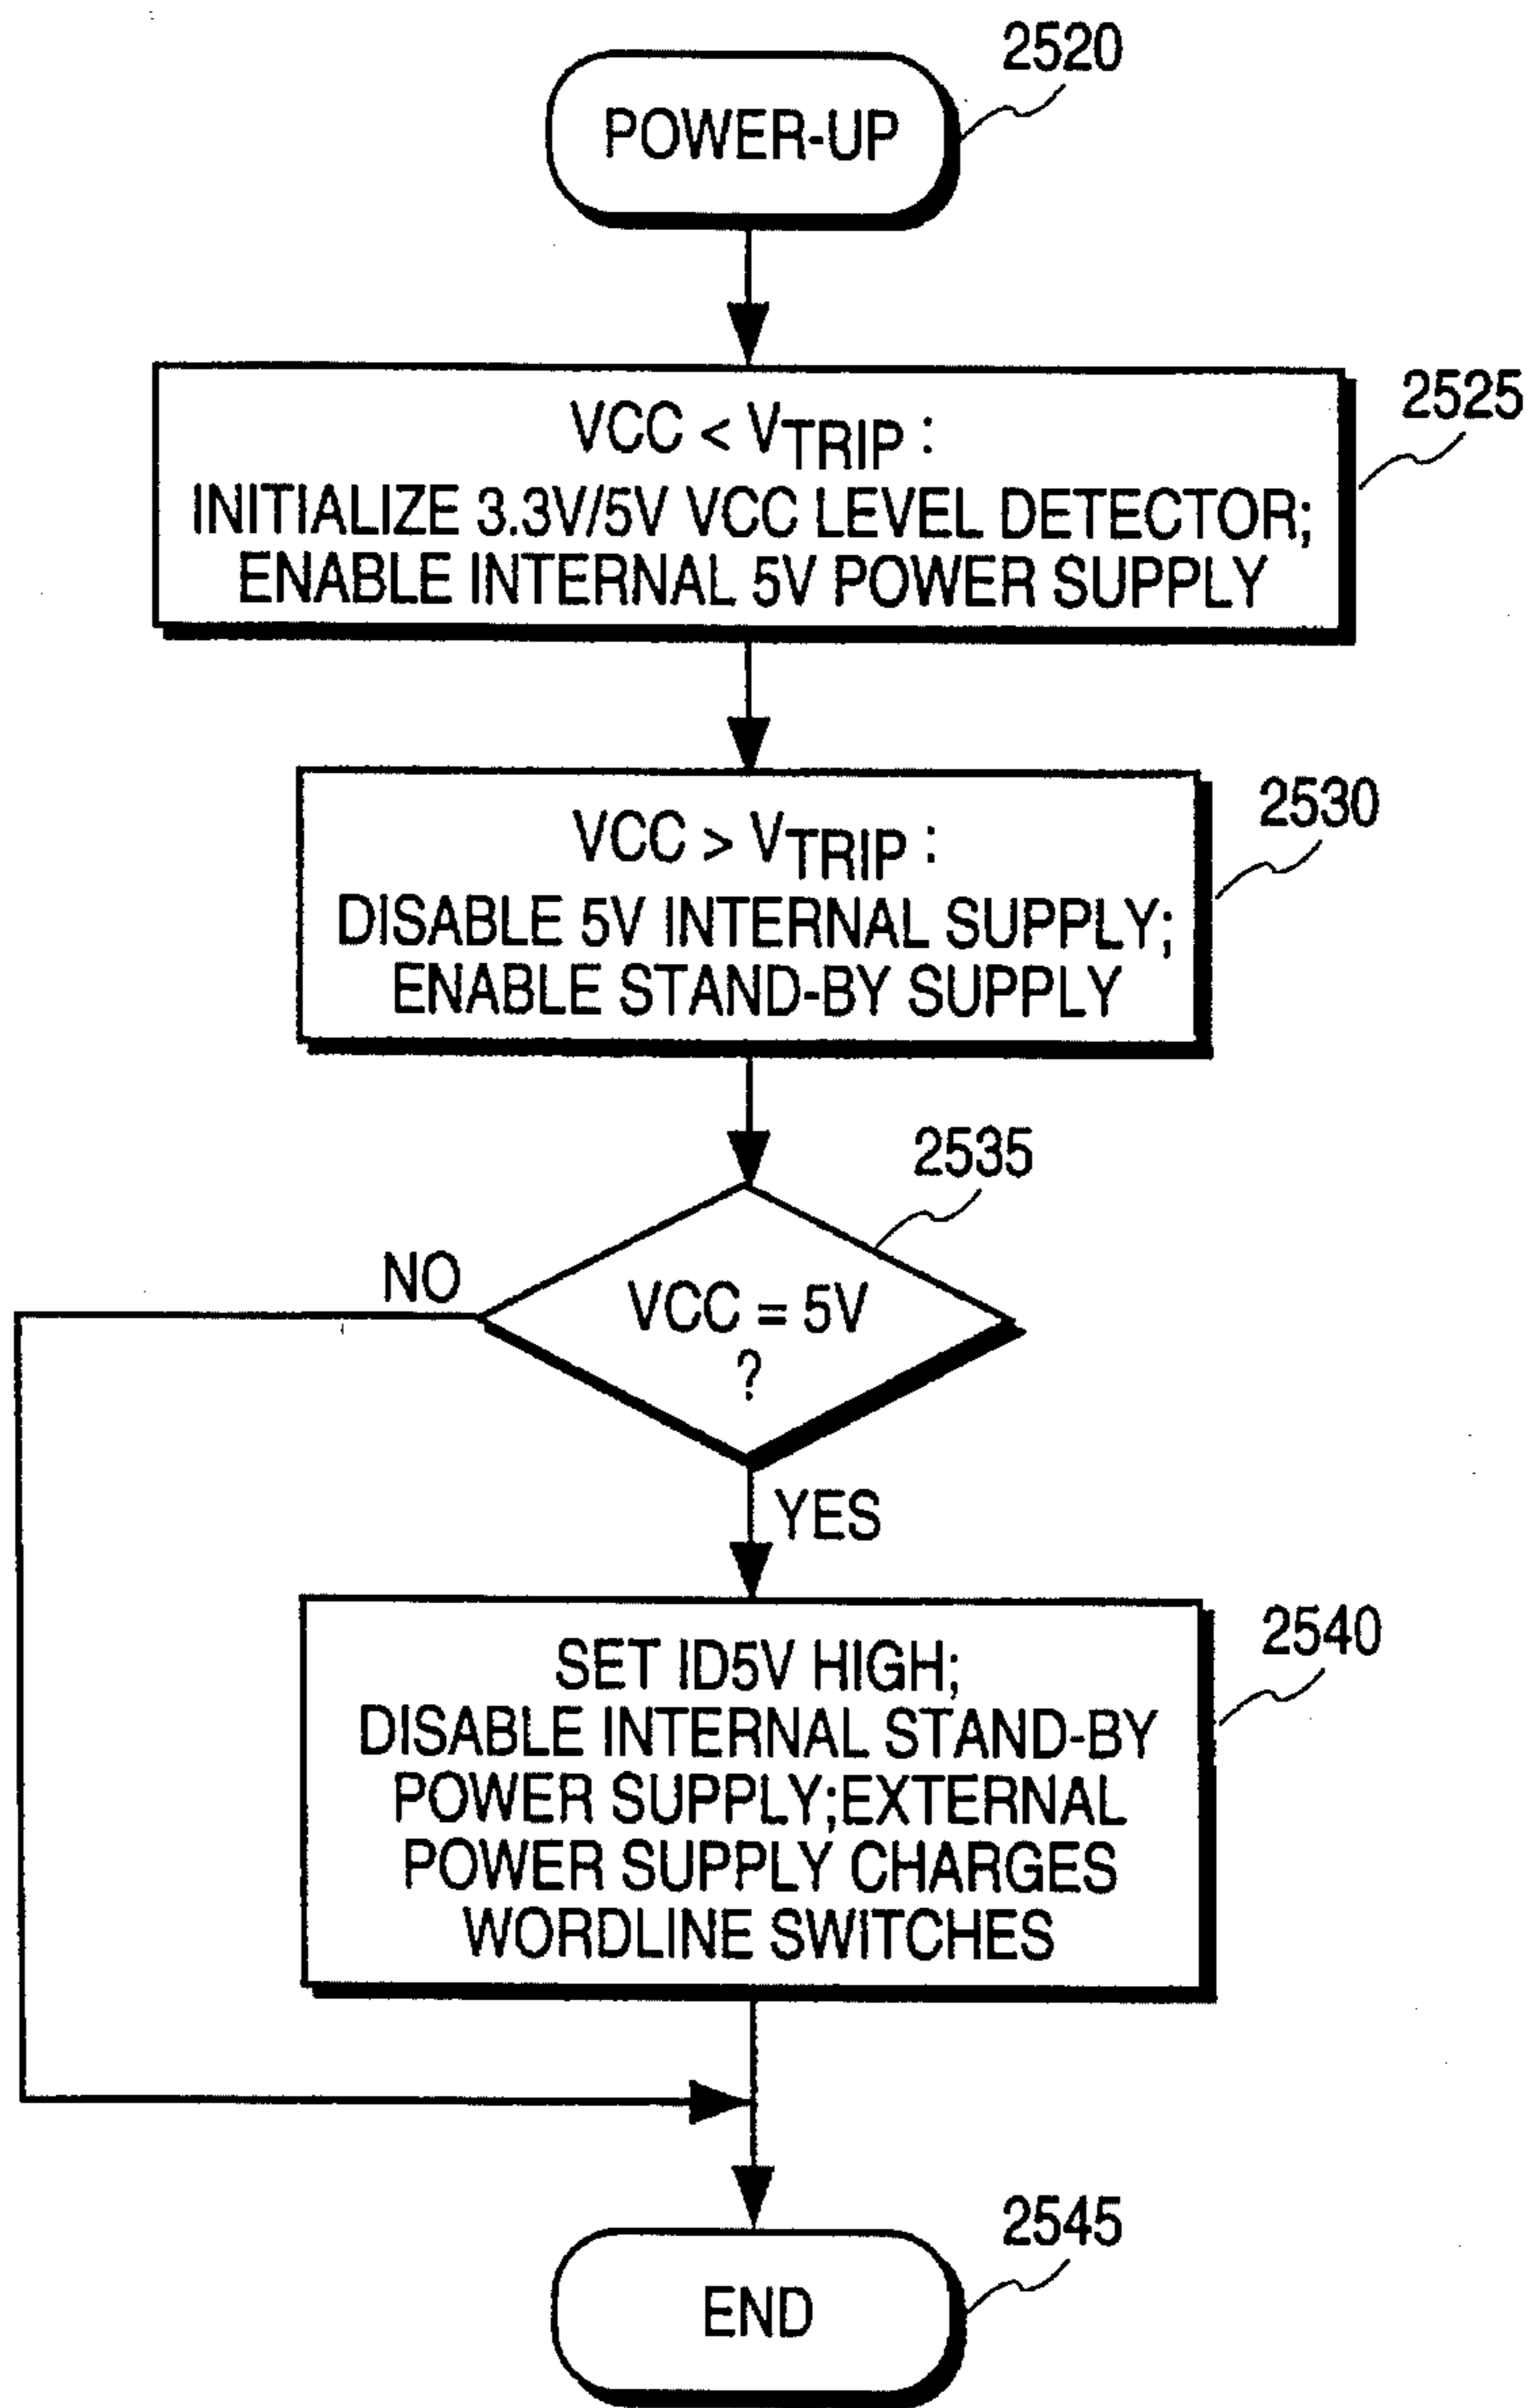 2520
POWER-UP
2525
VCC < VTRIP :
INITIALIZE 3.3V/5V VCC LEVEL DETECTOR;
ENABLE INTERNAL 5V POWER SUPPLY
2530
VCC > VTRIP :
DISABLE 5V INTERNAL SUPPLY;
ENABLE STAND-BY SUPPLY
2535
NO
VCC = 5V
?
YES
2540
SET ID5V HIGH;
DISABLE INTERNAL STAND-BY
POWER SUPPLY;EXTERNAL
POWER SUPPLY CHARGES
WORDLINE SWITCHES
2545
END